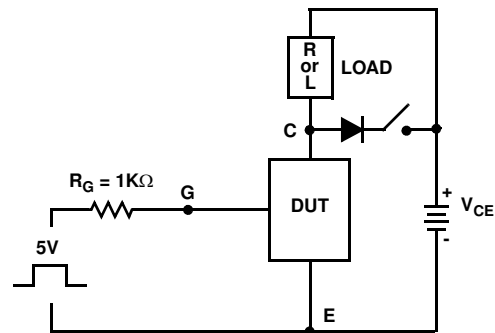 R
or
L
LOAD
C
R_G = 1KΩ
G
DUT
5V
+
V_CE
-
E